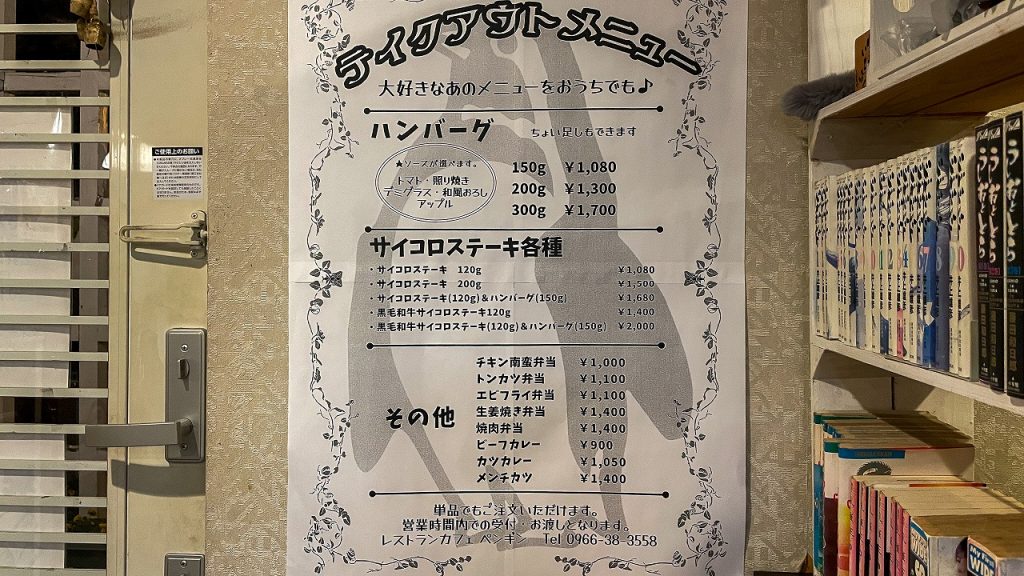 テイクアウトメニュー
大好きなあのメニューをおうちでも♪
ハンバーグ ちょい足しもできます
★ソースが選べます。
トマト・照り焼き
デミグラス・和風おろし
アップル
150g ¥1,080
200g ¥1,300
300g ¥1,700
サイコロステーキ各種
・サイコロステーキ 120g ¥1,080
・サイコロステーキ 200g ¥1,500
・サイコロステーキ(120g)&ハンバーグ(150g) ¥1,680
・黒毛和牛サイコロステーキ120g ¥1,400
・黒毛和牛サイコロステーキ(120g)&ハンバーグ(150g) ¥2,000
その他
チキン南蛮弁当 ¥1,000
トンカツ弁当 ¥1,100
エビフライ弁当 ¥1,100
生姜焼き弁当 ¥1,400
焼肉弁当 ¥1,400
ビーフカレー ¥900
カツカレー ¥1,050
メンチカツ ¥1,400
単品でもご注文いただけます。
営業時間内での受付・お渡しとなります。
レストランカフェ ペンギン Tel 0966-38-3558
ご使用上のお願い